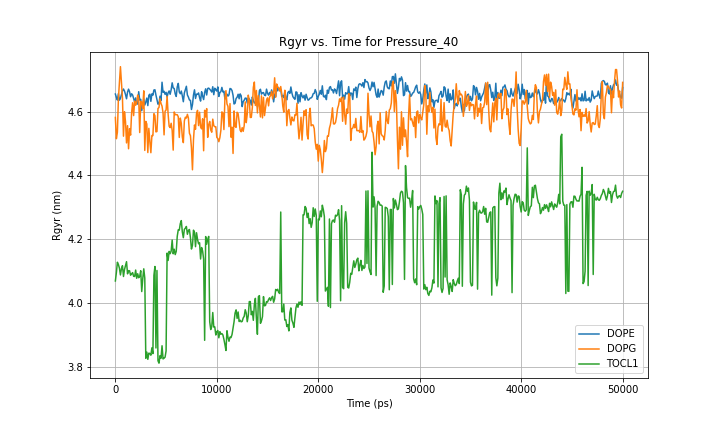 Rgyr vs. Time for Pressure_40
Rgyr (nm)
4.6
4.4
4.2
4.0
3.8
0
10000
20000
30000
40000
50000
Time (ps)
DOPE
DOPG
TOCL1